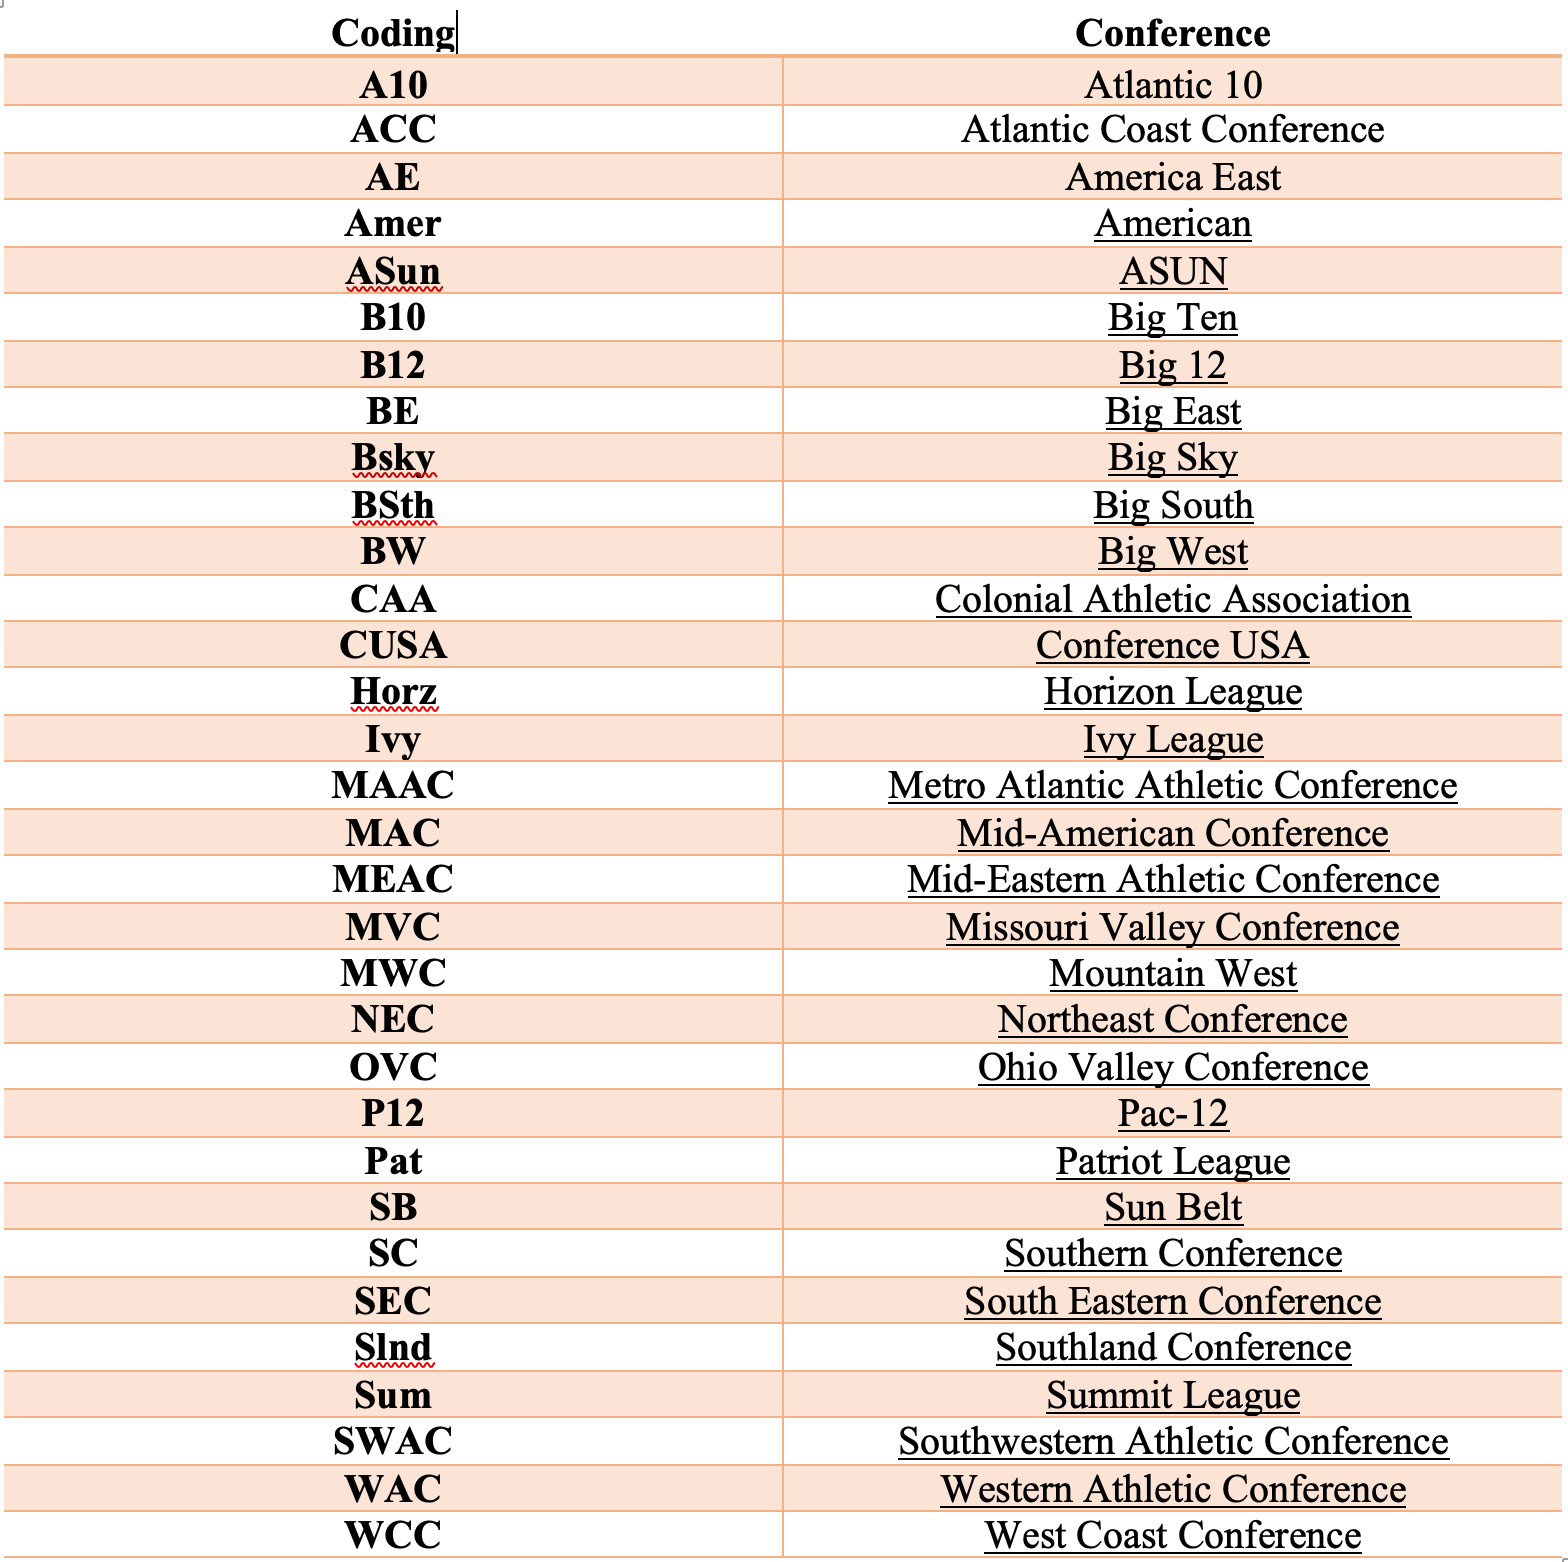 Coding Conference
A10 Atlantic 10
ACC Atlantic Coast Conference
AE America East
Amer American
ASun ASUN
B10 Big Ten
B12 Big 12
BE Big East
Bsky Big Sky
BSth Big South
BW Big West
CAA Colonial Athletic Association
CUSA Conference USA
Horz Horizon League
Ivy Ivy League
MAAC Metro Atlantic Athletic Conference
MAC Mid-American Conference
MEAC Mid-Eastern Athletic Conference
MVC Missouri Valley Conference
MWC Mountain West
NEC Northeast Conference
OVC Ohio Valley Conference
P12 Pac-12
Pat Patriot League
SB Sun Belt
SC Southern Conference
SEC South Eastern Conference
Slnd Southland Conference
Sum Summit League
SWAC Southwestern Athletic Conference
WAC Western Athletic Conference
WCC West Coast Conference